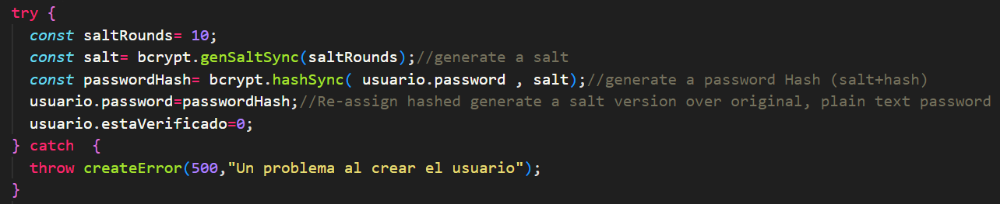 try {
const saltRounds= 10;
const salt= bcrypt.genSaltSync(saltRounds);//generate a salt
const passwordHash= bcrypt.hashSync( usuario.password , salt);//generate a password Hash (salt+hash)
usuario.password=passwordHash;//Re-assign hashed generate a salt version over original, plain text password
usuario.estaVerificado=0;
} catch  {
throw createError(500,"Un problema al crear el usuario");
}